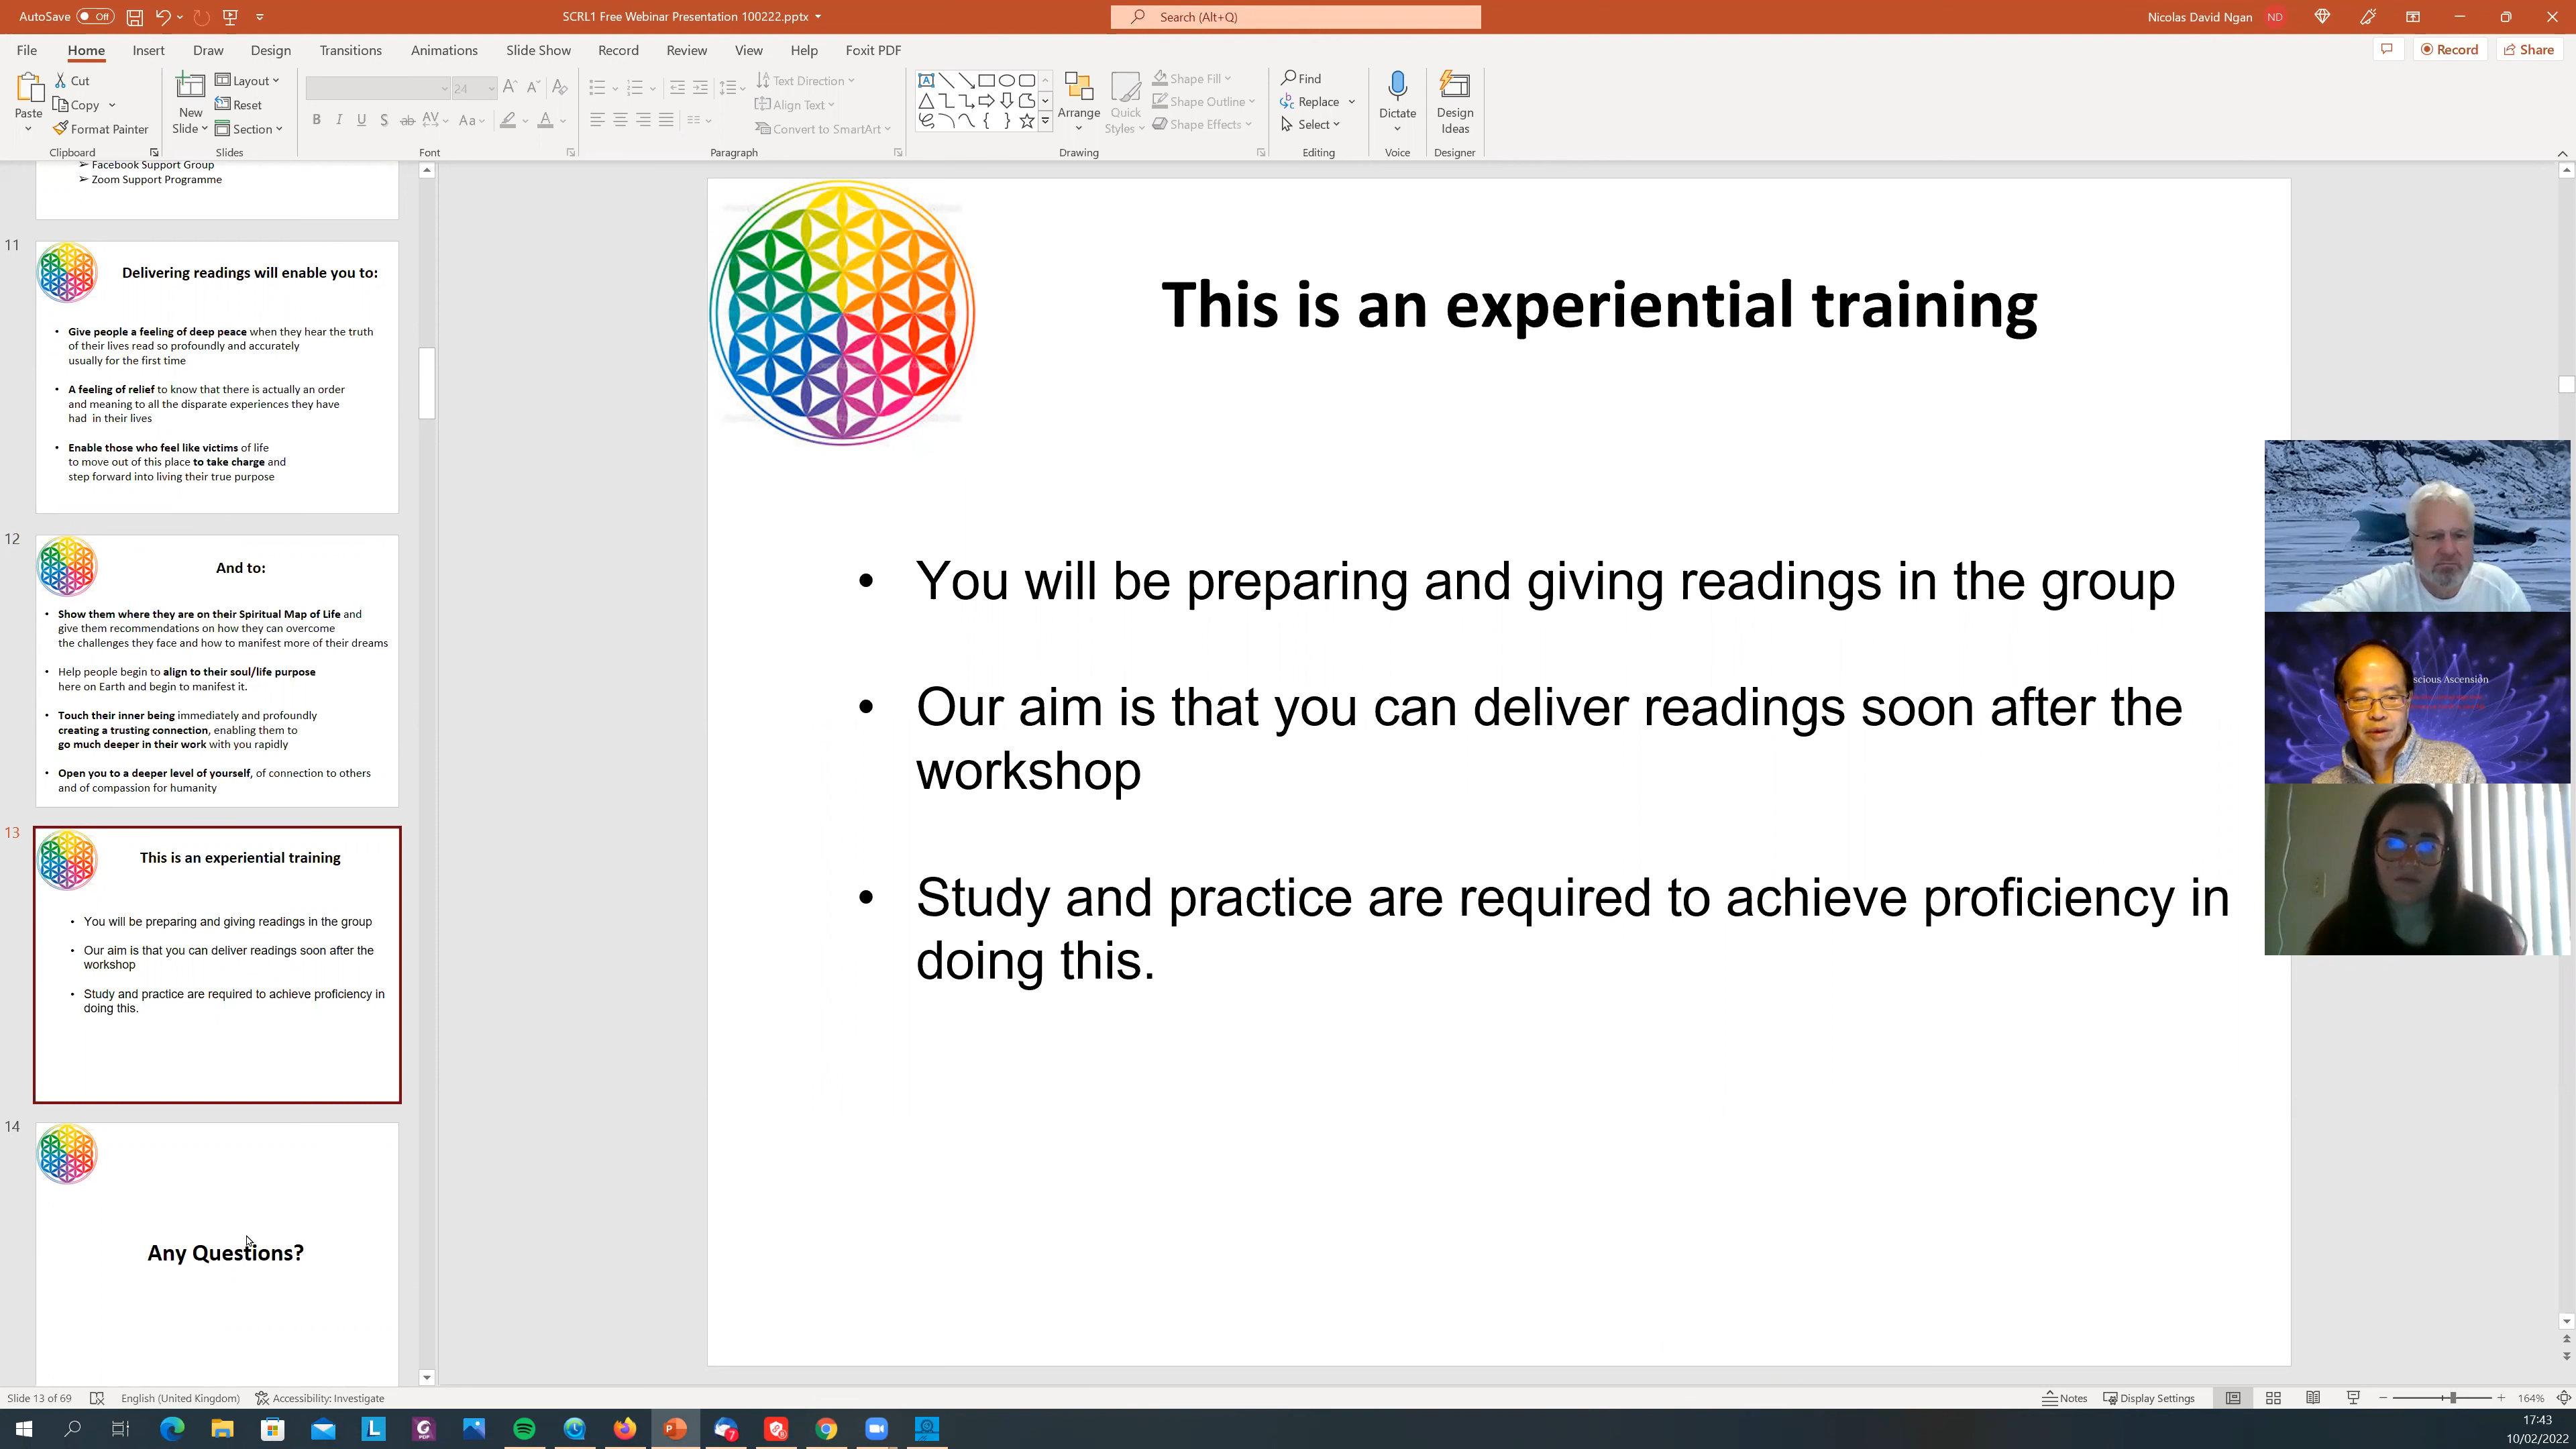 AutoSave Off
SCRL1 Free Webinar Presentation 100222.pptx
Search (Alt+Q)
Nicolas David Ngan ND
File Home Insert Draw Design Transitions Animations Slide Show Record Review View Help Foxit PDF
Record Share
Paste
Cut
Copy
Format Painter
Clipboard
New
Slide
Layout
Reset
Section
Slides
24
Font
Text Direction
Align Text
Convert to SmartArt
Paragraph
Arrange
Quick
Styles
Shape Fill
Shape Outline
Shape Effects
Drawing
Find
Replace
Select
Editing
Dictate
Voice
Design
Ideas
Designer
➢ Facebook Support Group
➢ Zoom Support Programme
11
Delivering readings will enable you to:
• Give people a feeling of deep peace when they hear the truth
of their lives read so profoundly and accurately
usually for the first time
• A feeling of relief to know that there is actually an order
and meaning to all the disparate experiences they have
had in their lives
• Enable those who feel like victims of life
to move out of this place to take charge and
step forward into living their true purpose
12
And to:
• Show them where they are on their Spiritual Map of Life and
give them recommendations on how they can overcome
the challenges they face and how to manifest more of their dreams
• Help people begin to align to their soul/life purpose
here on Earth and begin to manifest it.
• Touch their inner being immediately and profoundly
creating a trusting connection, enabling them to
go much deeper in their work with you rapidly
• Open you to a deeper level of yourself, of connection to others
and of compassion for humanity
13
This is an experiential training
• You will be preparing and giving readings in the group
• Our aim is that you can deliver readings soon after the
workshop
• Study and practice are required to achieve proficiency in
doing this.
14
Any Questions?
This is an experiential training
• You will be preparing and giving readings in the group
• Our aim is that you can deliver readings soon after the
workshop
• Study and practice are required to achieve proficiency in
doing this.
scious Ascension
Slide 13 of 69
English (United Kingdom)
Accessibility: Investigate
Notes
Display Settings
164%
17:43
10/02/2022